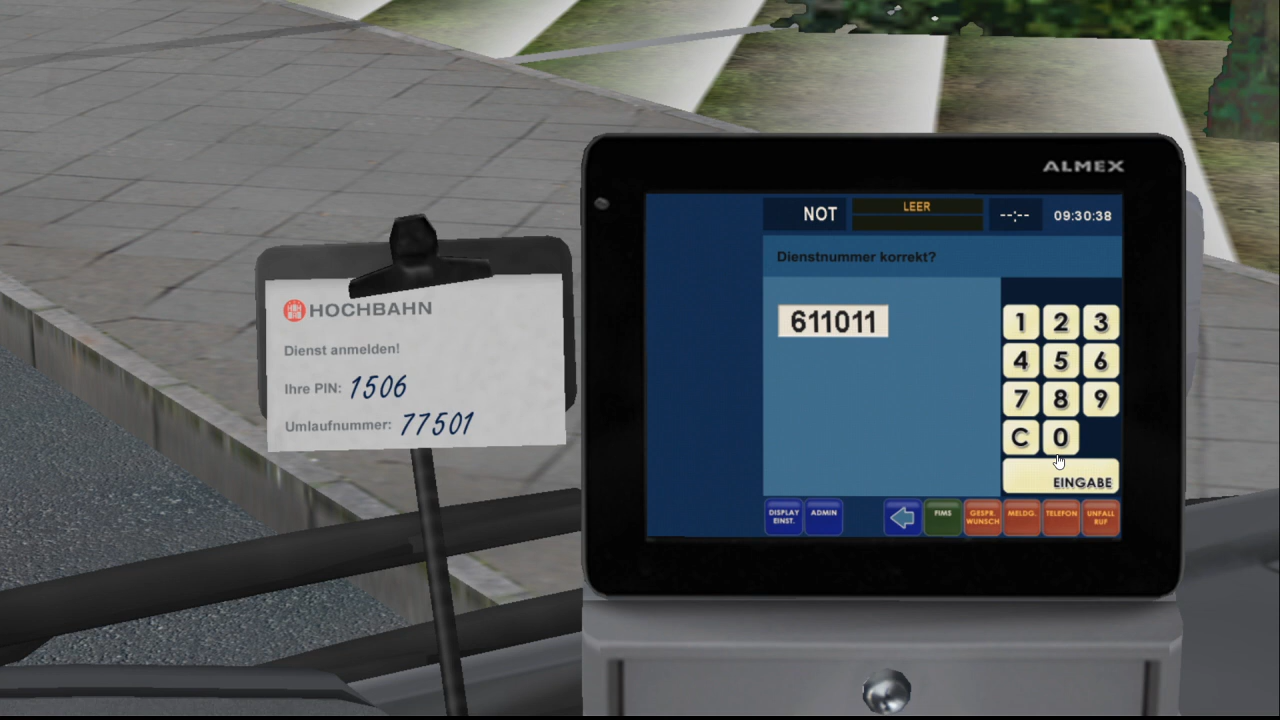 ALMEX
NOT
LEER
--:--
09:30:38
Dienstnummer korrekt?
611011
1 2 3
4 5 6
7 8 9
C 0
EINGABE
DISPLAY
EINST.
ADMIN
FIMS
GESPR.
WUNSCH
MELDG.
TELEFON
UNFALL
RUF
HOCHBAHN
Dienst anmelden!
Ihre PIN: 1506
Umlaufnummer: 77501